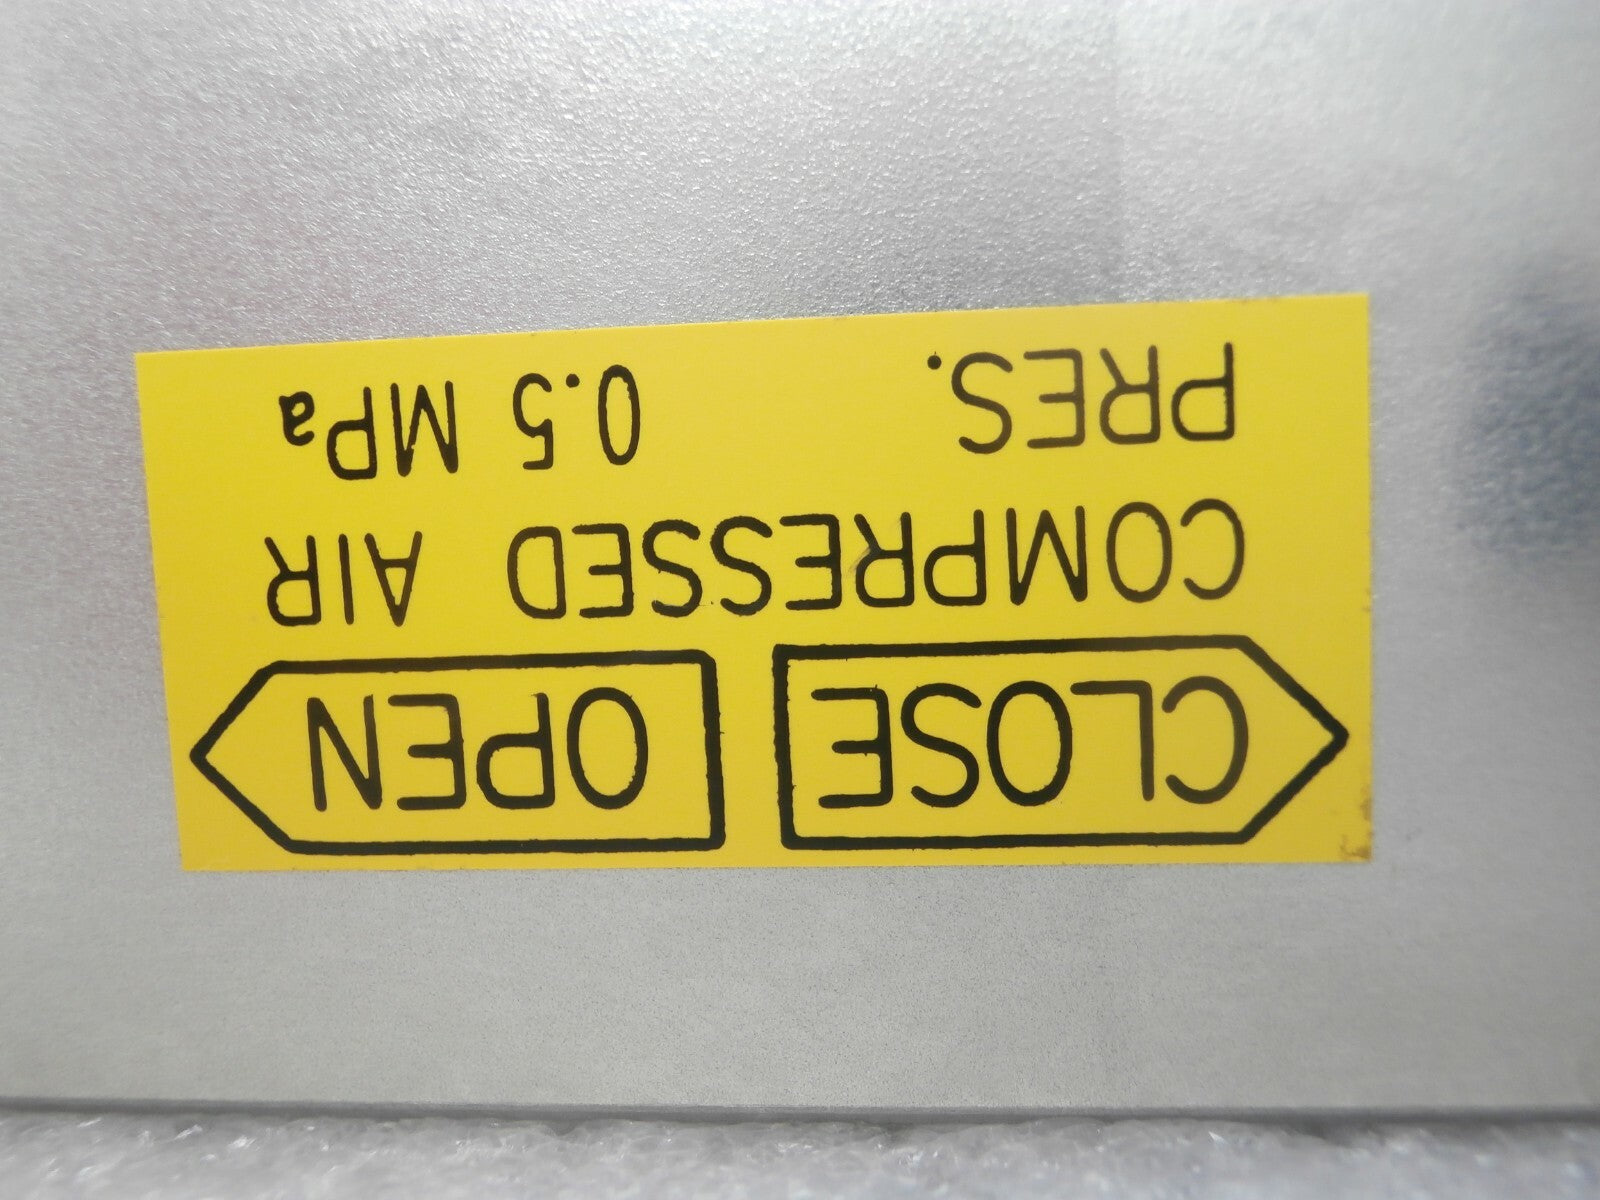 CLOSE OPEN
COMPRESSED AIR
PRES. 0.5 MPa